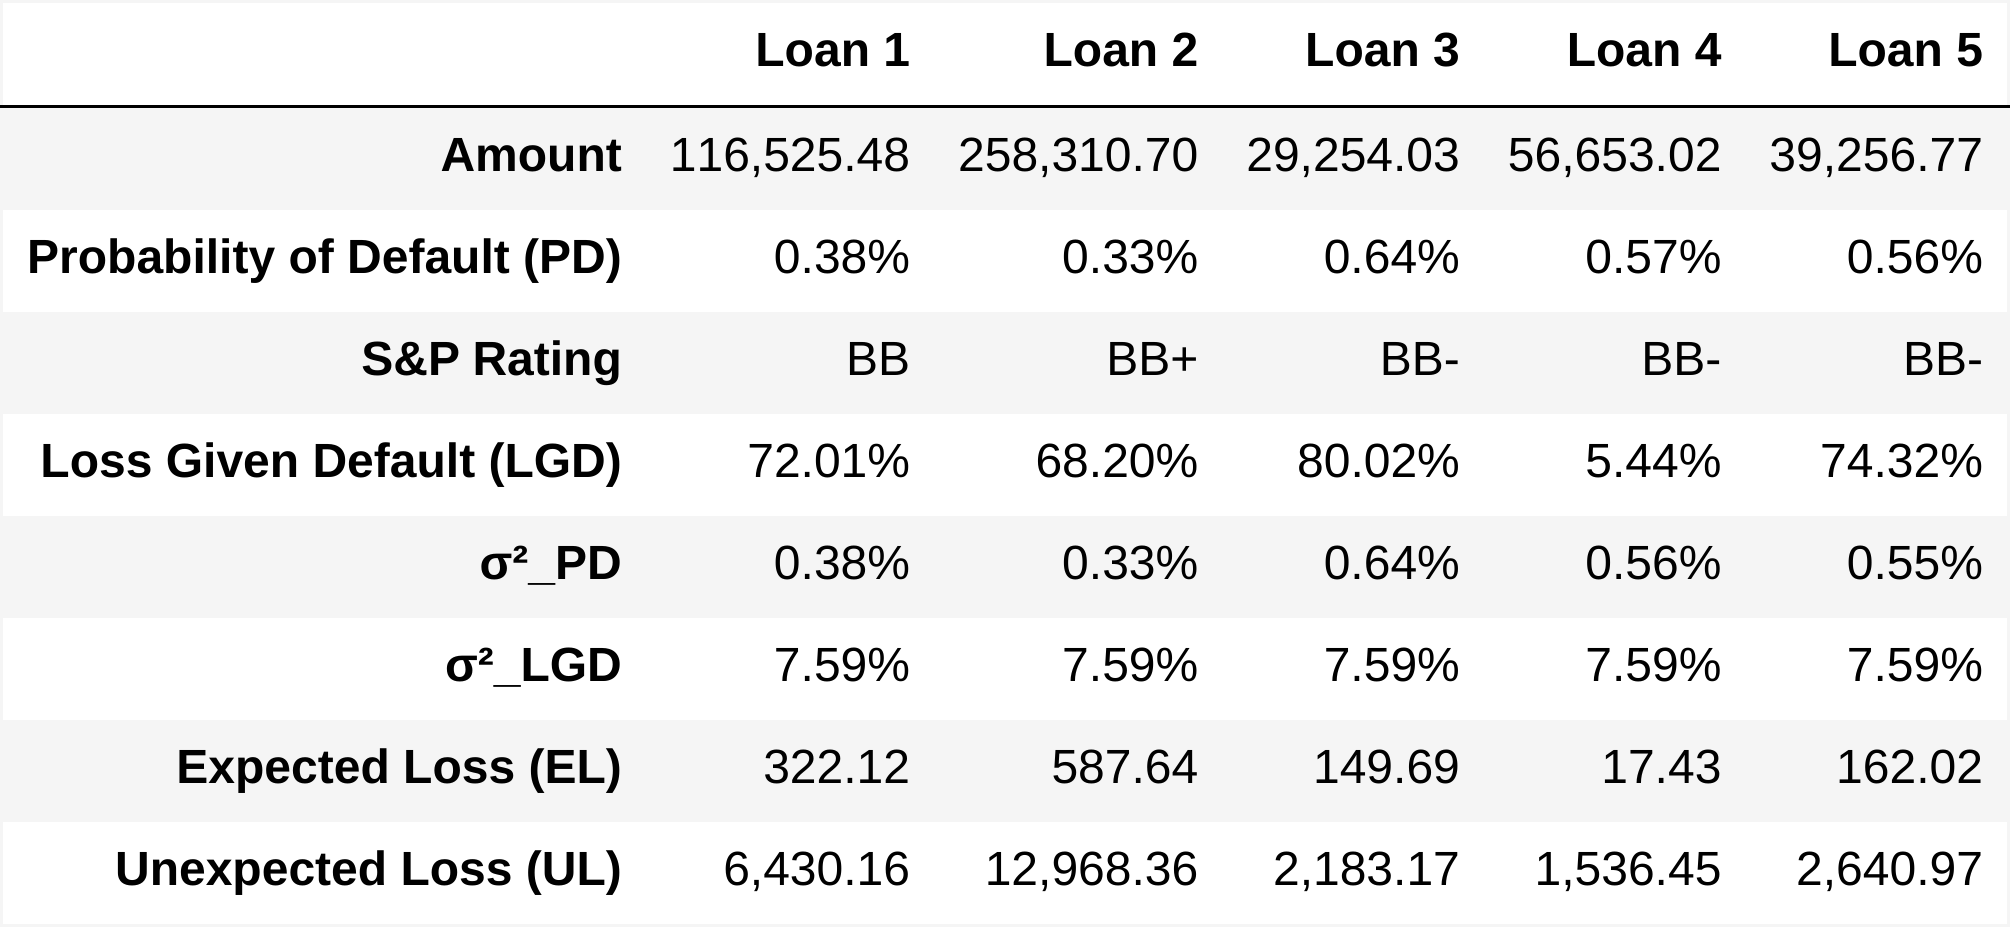 Loan 1 Loan 2 Loan 3 Loan 4 Loan 5
Amount 116,525.48 258,310.70 29,254.03 56,653.02 39,256.77
Probability of Default (PD) 0.38% 0.33% 0.64% 0.57% 0.56%
S&P Rating BB BB+ BB- BB- BB-
Loss Given Default (LGD) 72.01% 68.20% 80.02% 5.44% 74.32%
σ²_PD 0.38% 0.33% 0.64% 0.56% 0.55%
σ²_LGD 7.59% 7.59% 7.59% 7.59% 7.59%
Expected Loss (EL) 322.12 587.64 149.69 17.43 162.02
Unexpected Loss (UL) 6,430.16 12,968.36 2,183.17 1,536.45 2,640.97